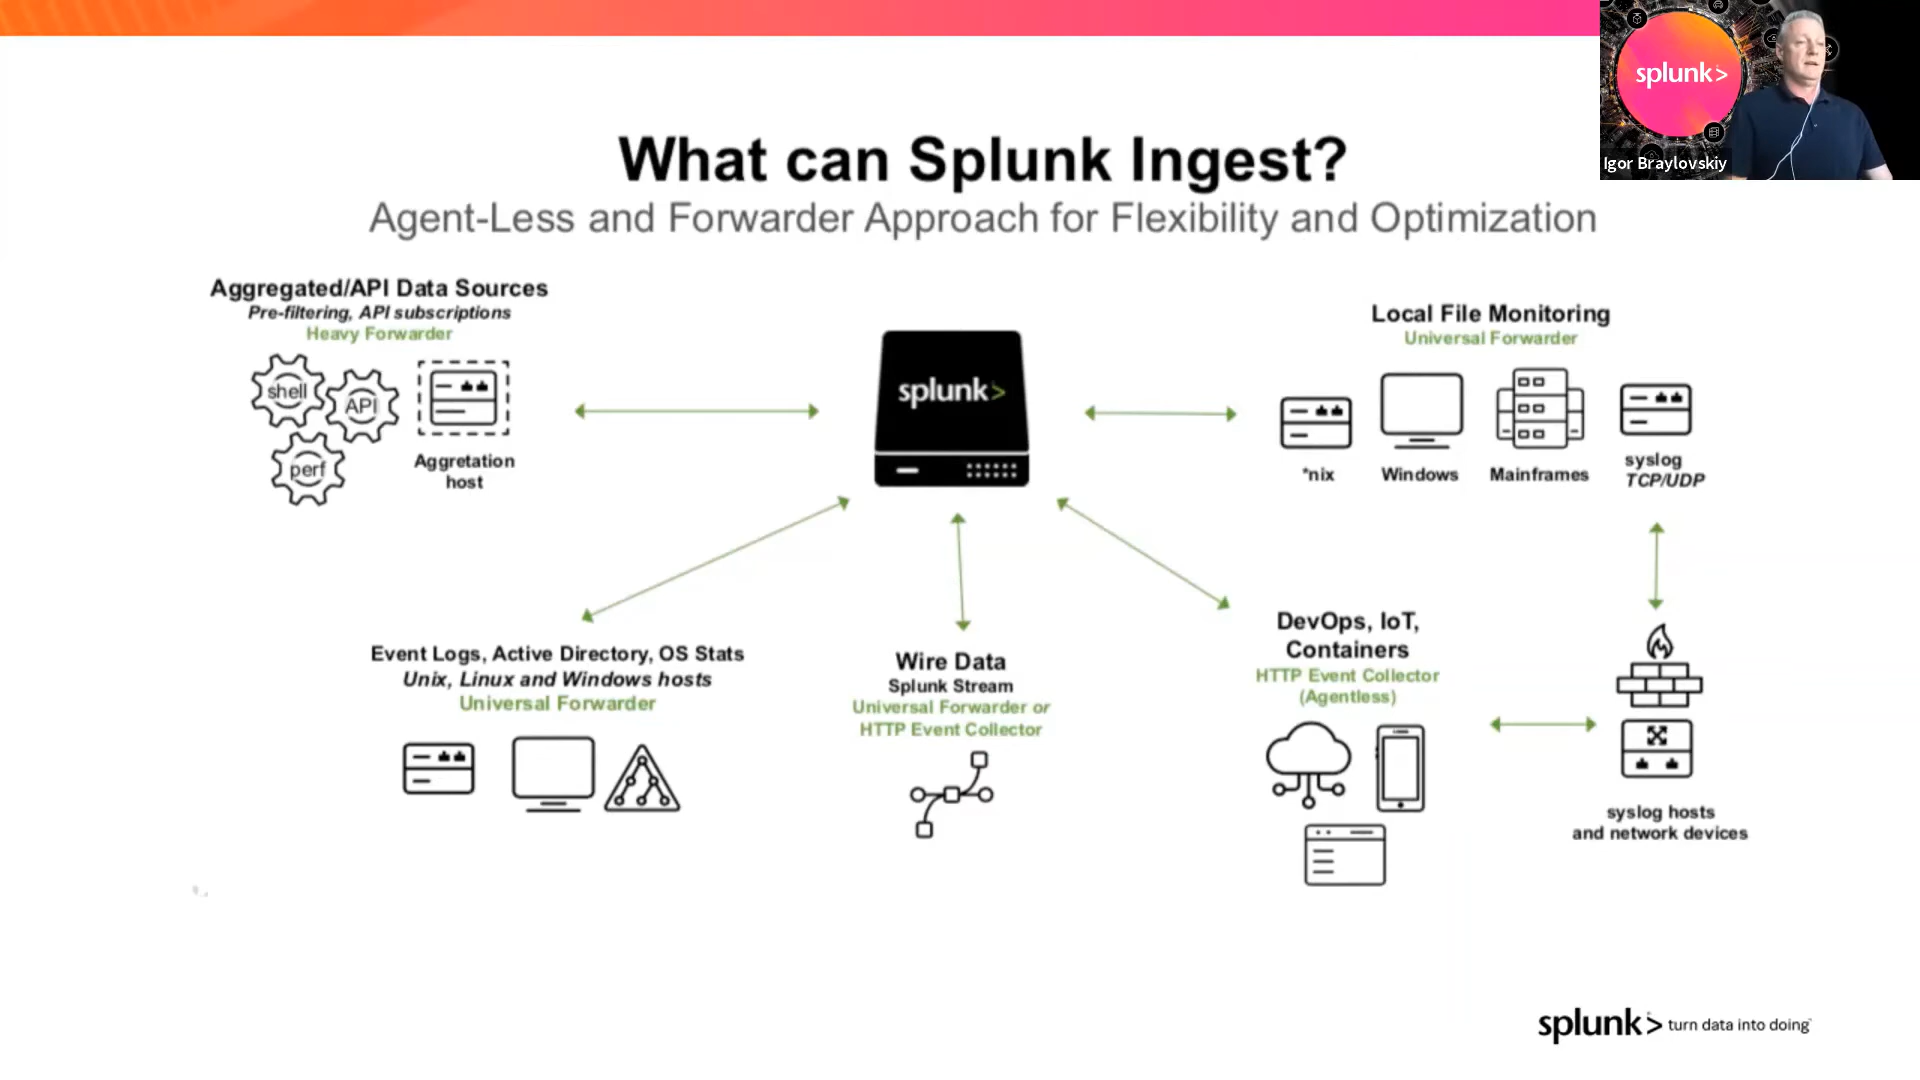 splunk>
Igor Braylovskiy
What can Splunk Ingest?
Agent-Less and Forwarder Approach for Flexibility and Optimization
Aggregated/API Data Sources
Pre-filtering, API subscriptions
Heavy Forwarder
shell
API
perf
Aggretation
host
splunk>
Local File Monitoring
Universal Forwarder
*nix
Windows
Mainframes
syslog
TCP/UDP
Event Logs, Active Directory, OS Stats
Unix, Linux and Windows hosts
Universal Forwarder
Wire Data
Splunk Stream
Universal Forwarder or
HTTP Event Collector
DevOps, IoT,
Containers
HTTP Event Collector
(Agentless)
syslog hosts
and network devices
splunk> turn data into doing